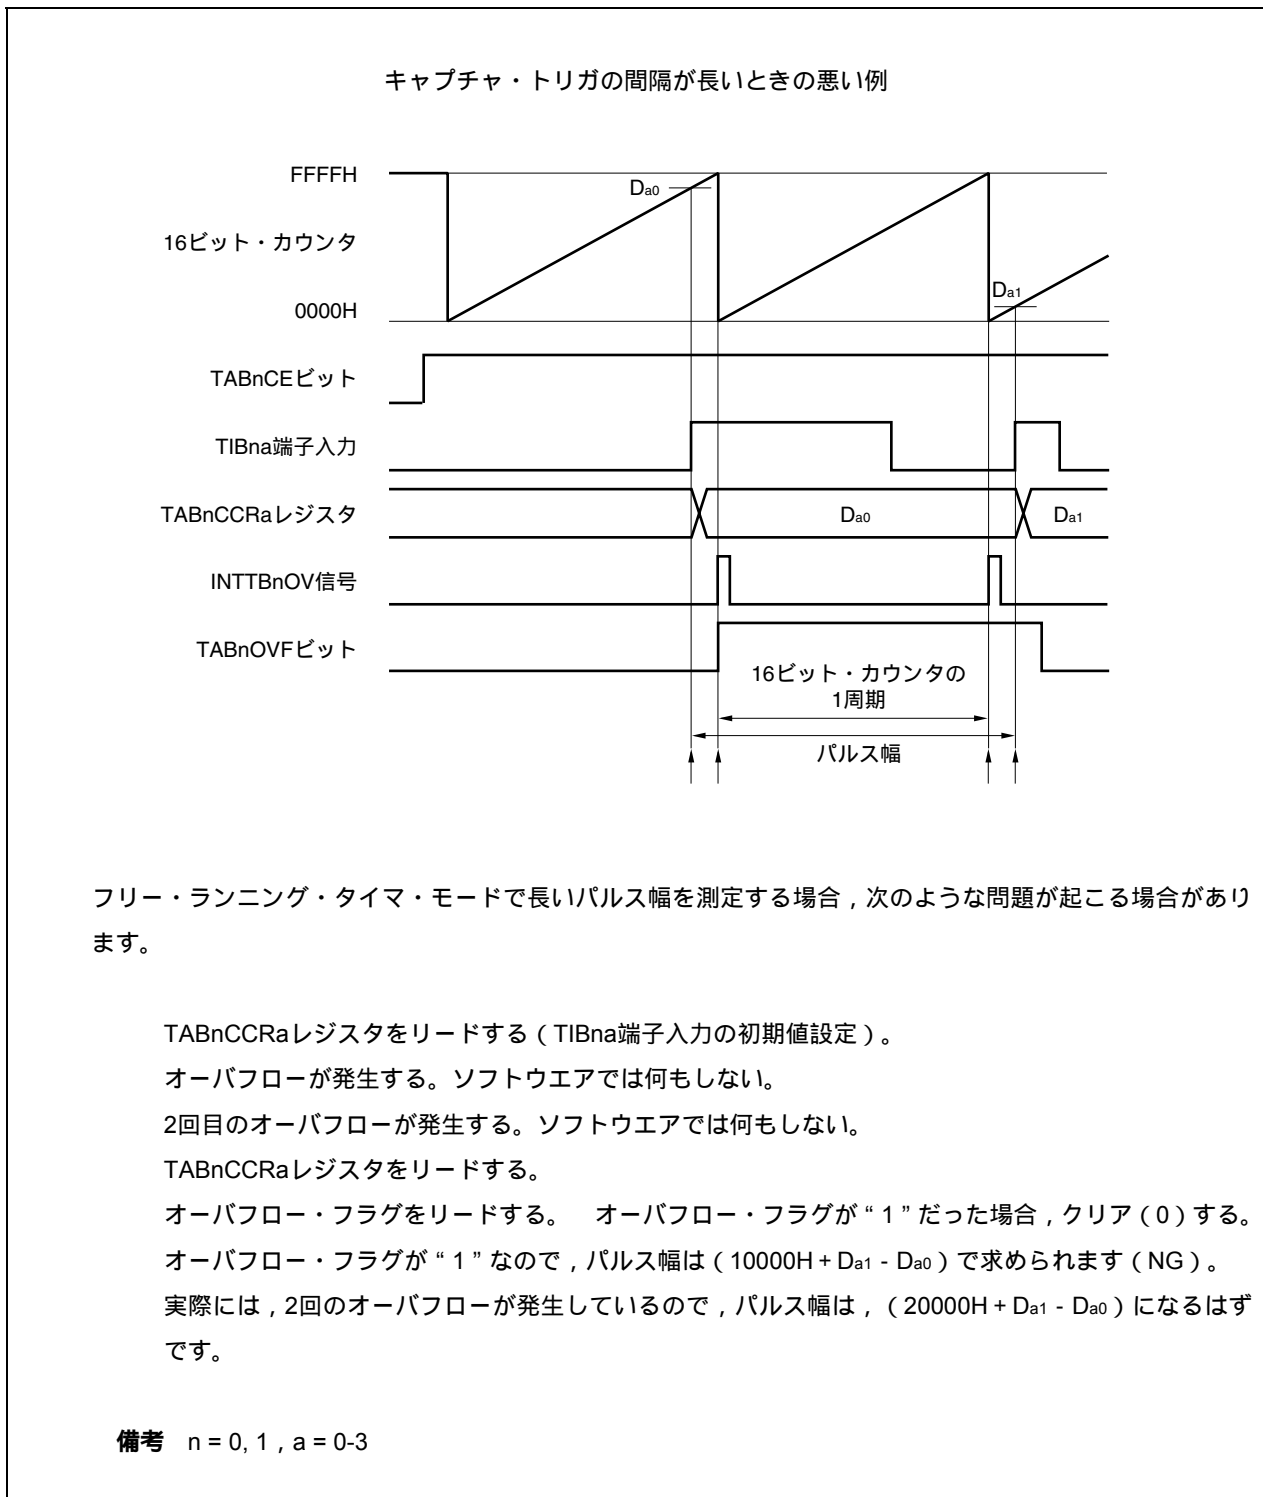 キャプチャ・トリガの間隔が長いときの悪い例
FFFFH
Da0
16ビット・カウンタ
Da1
0000H
TABnCEビット
TIBna端子入力
TABnCCRaレジスタ
Da0
Da1
INTTBnOV信号
TABnOVFビット
16ビット・カウンタの
1周期
パルス幅
フリー・ランニング・タイマ・モードで長いパルス幅を測定する場合，次のような問題が起こる場合があり
ます。
TABnCCRaレジスタをリードする（TIBna端子入力の初期値設定）。
オーバフローが発生する。ソフトウエアでは何もしない。
2回目のオーバフローが発生する。ソフトウエアでは何もしない。
TABnCCRaレジスタをリードする。
オーバフロー・フラグをリードする。　オーバフロー・フラグが“1”だった場合，クリア（0）する。
オーバフロー・フラグが“1”なので，パルス幅は（10000H + Da1 - Da0）で求められます（NG）。
実際には，2回のオーバフローが発生しているので，パルス幅は，（20000H + Da1 - Da0）になるはず
です。
備考　n = 0, 1，a = 0-3